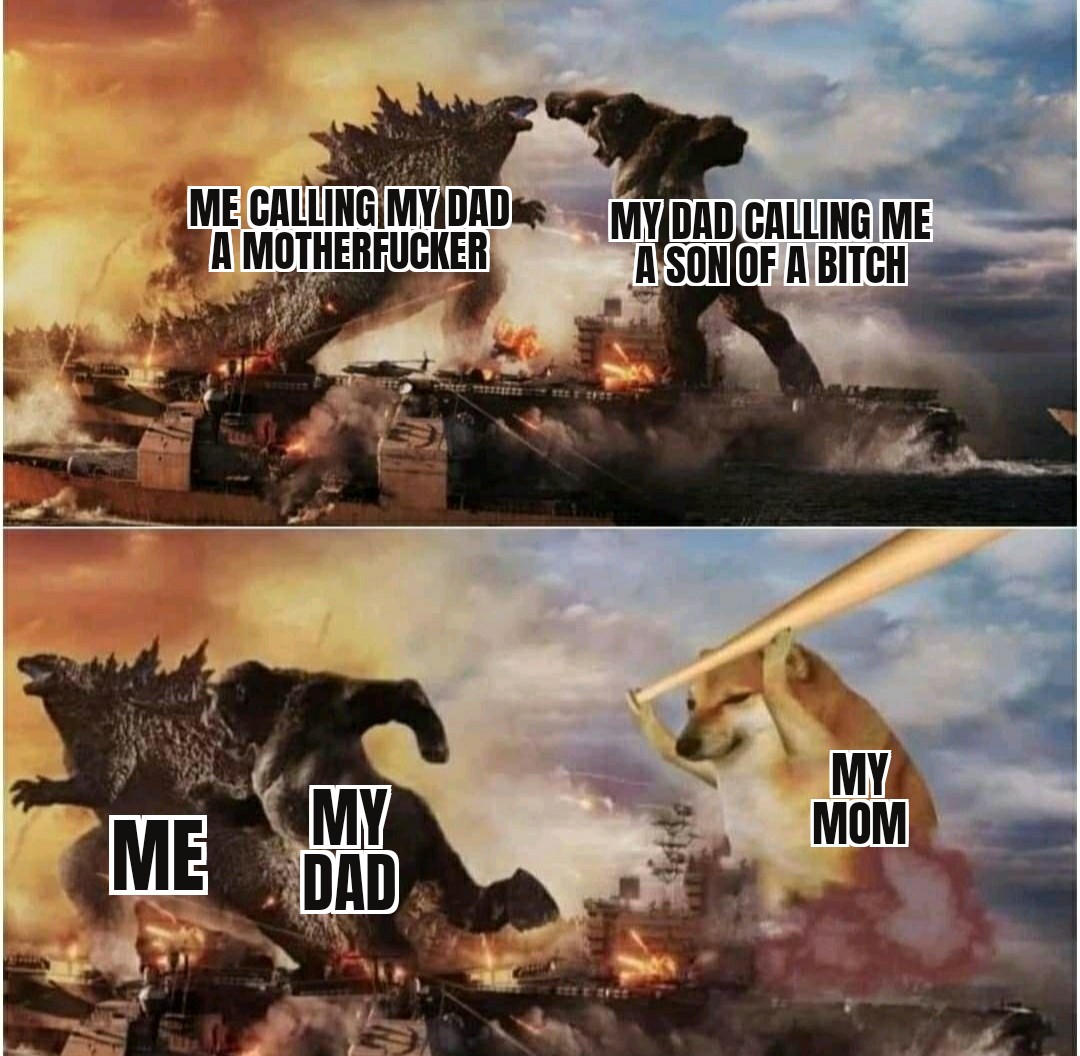 ME CALLING MY DAD
A MOTHERFUCKER
MY DAD CALLING ME
A SON OF A BITCH
ME
MY
DAD
MY
MOM